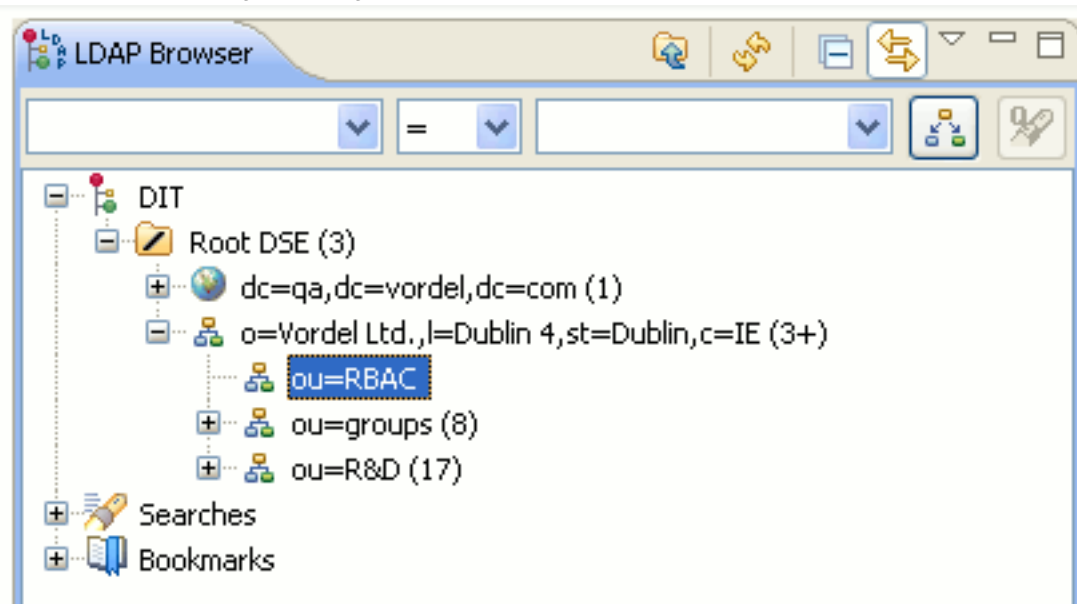 LDAP Browser
=
DIT
Root DSE (3)
dc=qa,dc=vordel,dc=com (1)
o=Vordel Ltd.,l=Dublin 4,st=Dublin,c=IE (3+)
ou=RBAC
ou=groups (8)
ou=R&D (17)
Searches
Bookmarks